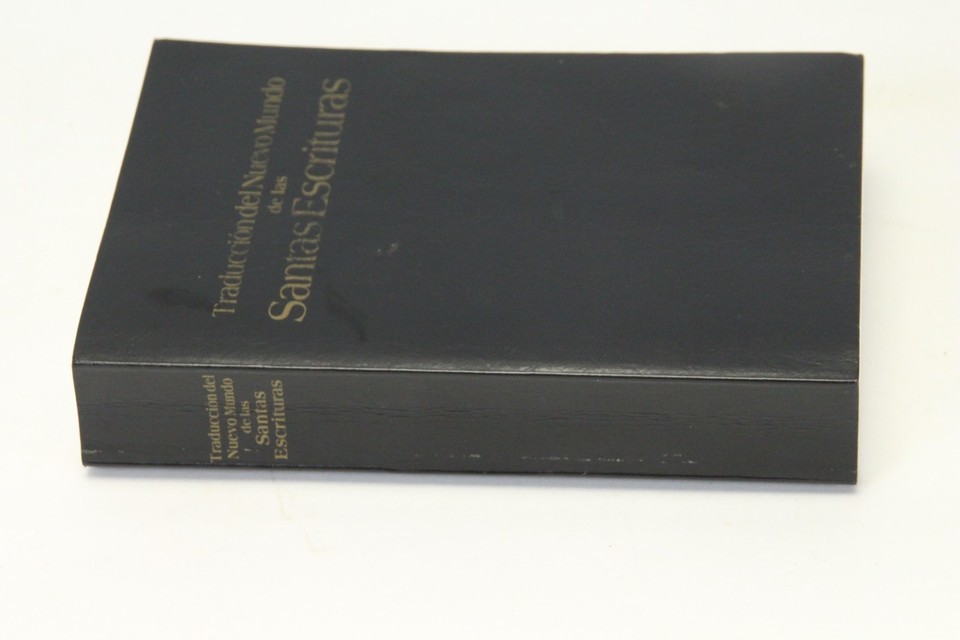 Traducción del Nuevo Mundo
de las
Santas Escrituras
Traducción del
Nuevo Mundo
de las
Santas
Escrituras